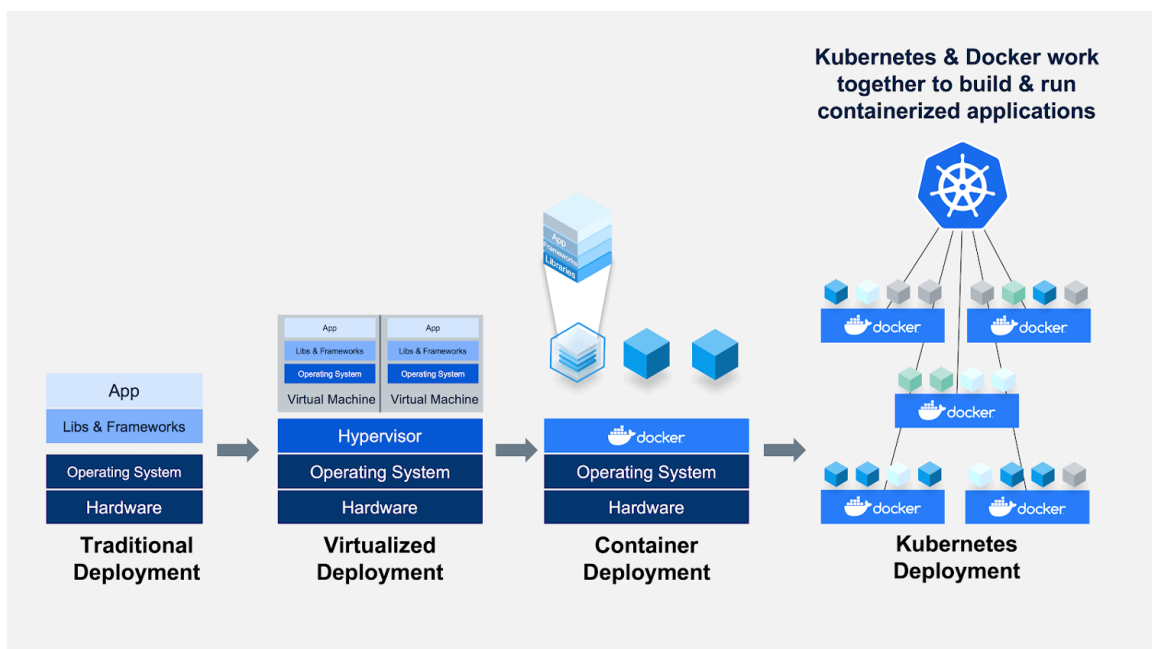 Kubernetes & Docker work
together to build & run
containerized applications
App
Frameworks
Libraries
App
Libs & Frameworks
Operating System
Virtual Machine
App
Libs & Frameworks
Operating System
Virtual Machine
App
Libs & Frameworks
Operating System
Hardware
Traditional
Deployment
Hypervisor
Operating System
Hardware
Virtualized
Deployment
docker
Operating System
Hardware
Container
Deployment
docker
docker
docker
docker
docker
Kubernetes
Deployment